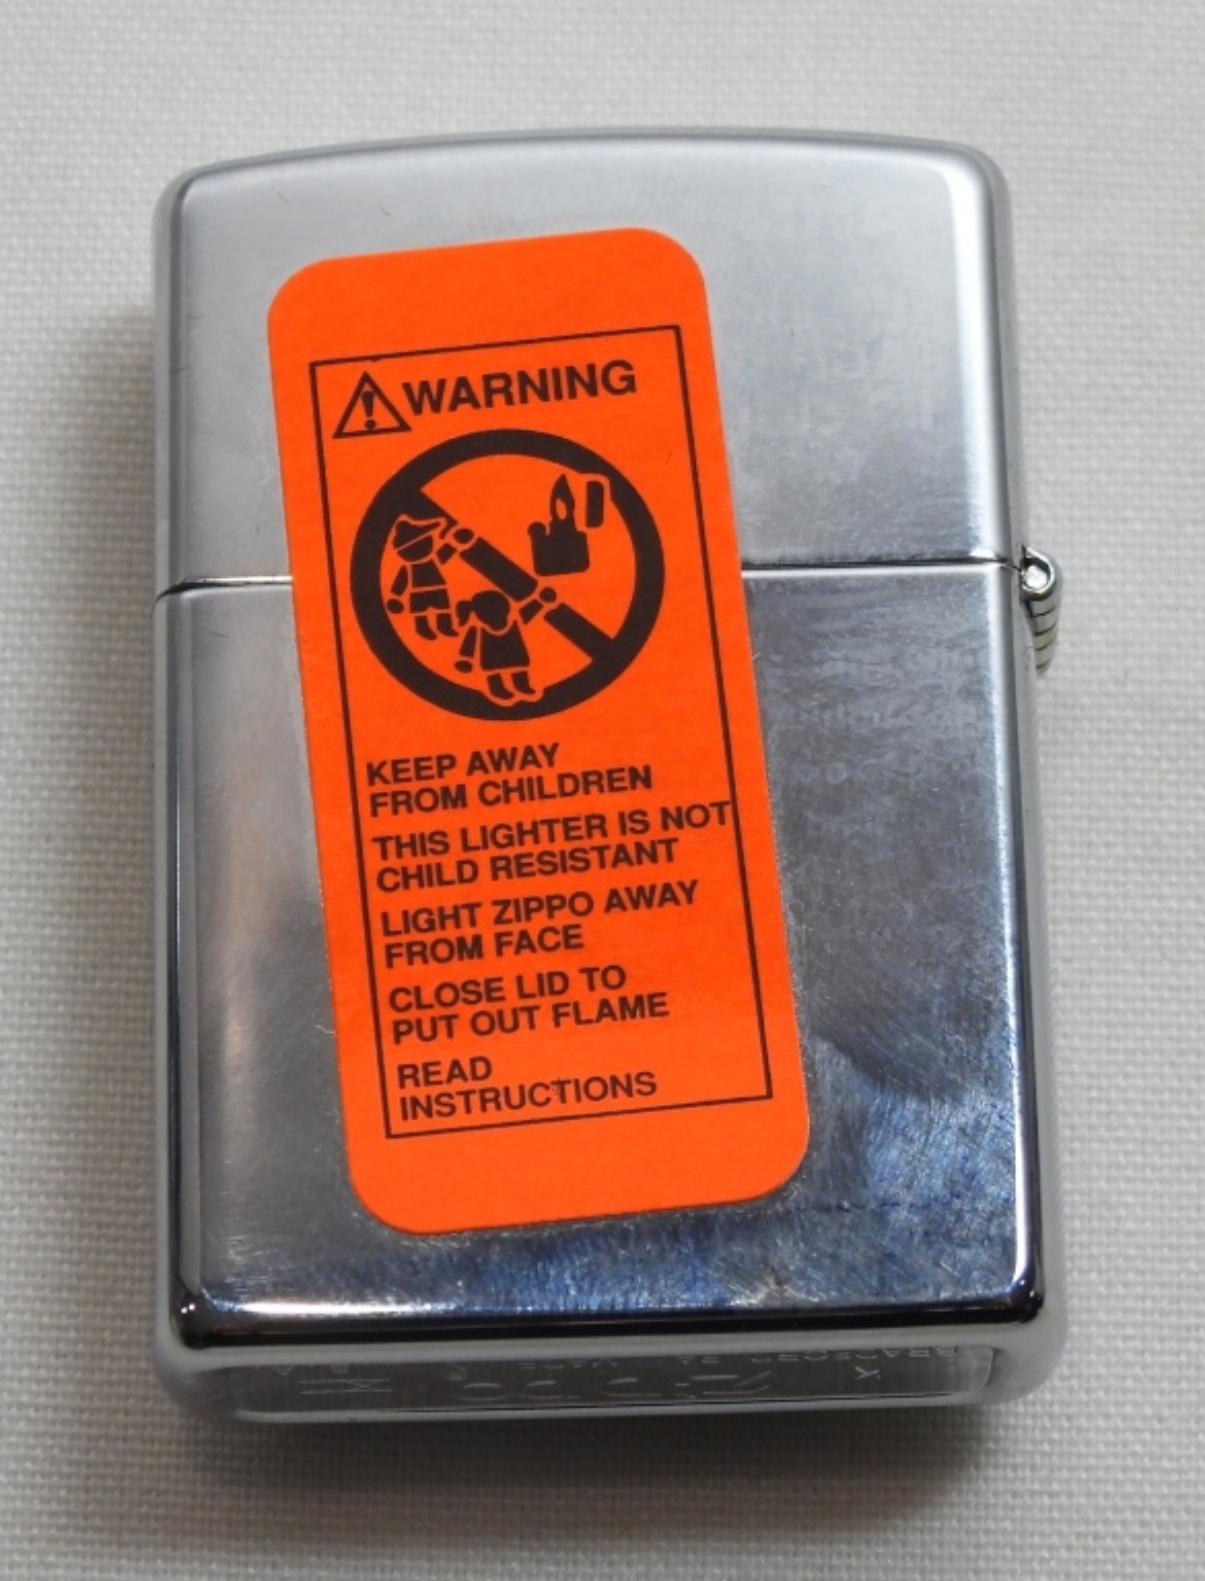 WARNING
KEEP AWAY
FROM CHILDREN
THIS LIGHTER IS NOT
CHILD RESISTANT
LIGHT ZIPPO AWAY
FROM FACE
CLOSE LID TO
PUT OUT FLAME
READ
INSTRUCTIONS